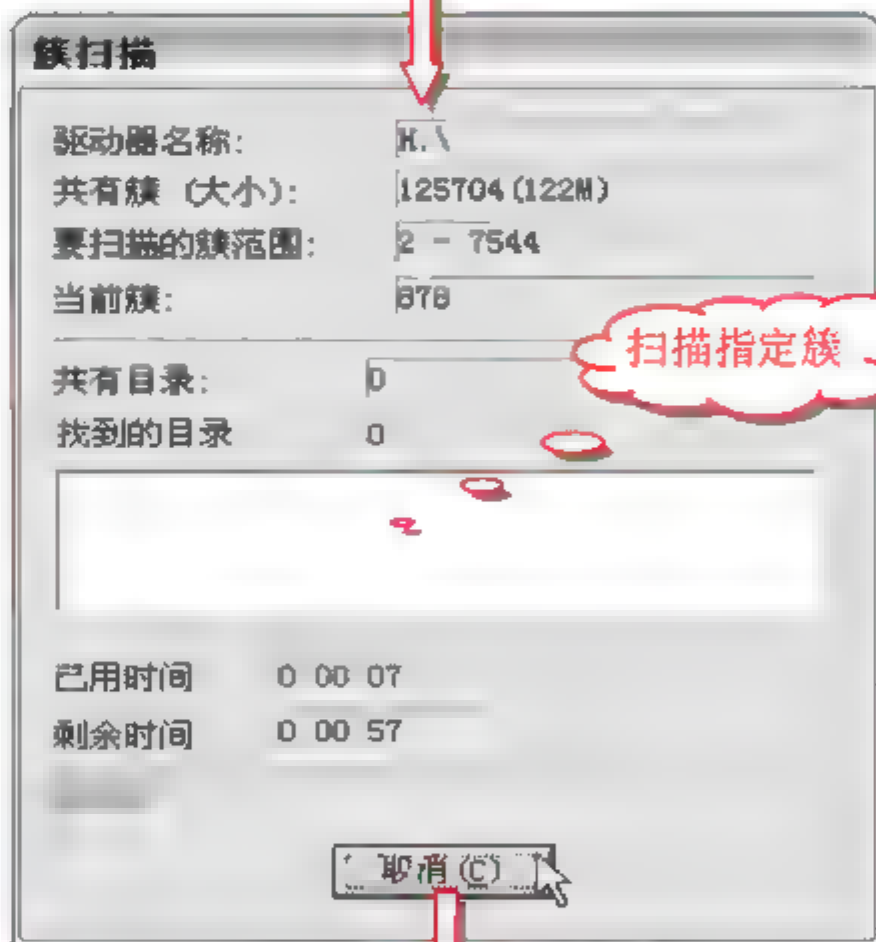 簇扫描
驱动器名称: H:\
共有簇 (大小): 125704(122M)
要扫描的簇范围: 2 - 7544
当前簇: 878
扫描指定簇
共有目录: 0
找到的目录 0
已用时间 0 00 07
剩余时间 0 00 57
取消(C)